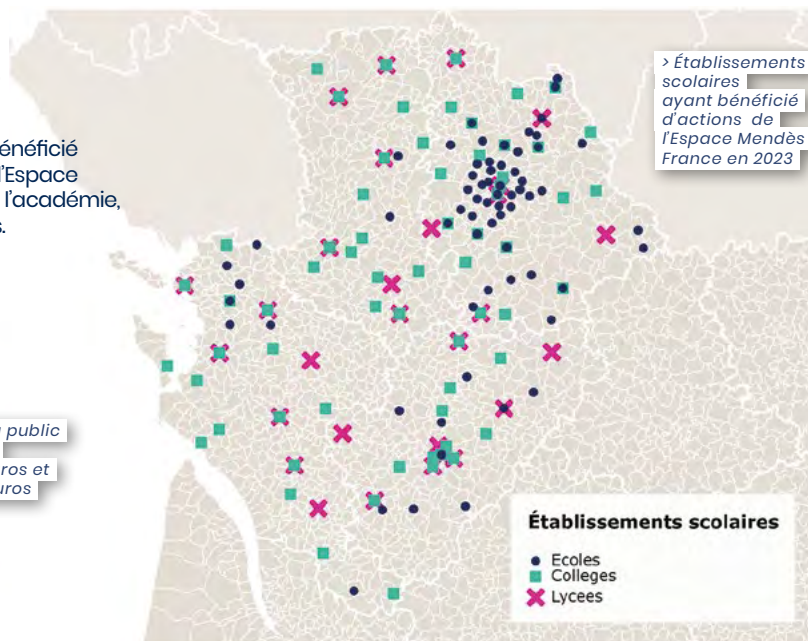 énéficié
l'Espace
l'académie,
s.
> Établissements
scolaires
ayant bénéficié
d'actions de
l'Espace Mendès
France en 2023
public
ros et
uros
Établissements scolaires
Ecoles
Colleges
Lycees